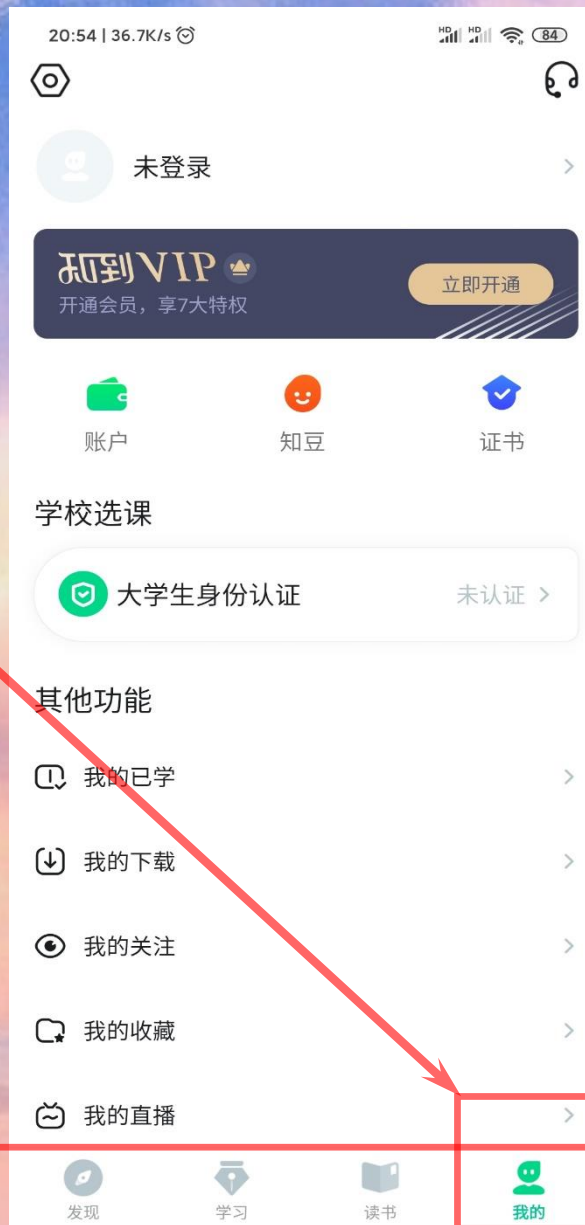 20:54 | 36.7K/s
HD HD 84
未登录
知到VIP
开通会员，享7大特权
立即开通
账户 知豆 证书
学校选课
大学生身份认证 未认证
其他功能
我的已学
我的下载
我的关注
我的收藏
我的直播
发现 学习 读书 我的